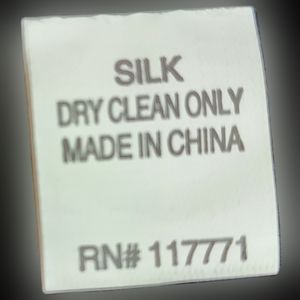 SILK
DRY CLEAN ONLY
MADE IN CHINA
RN# 117771